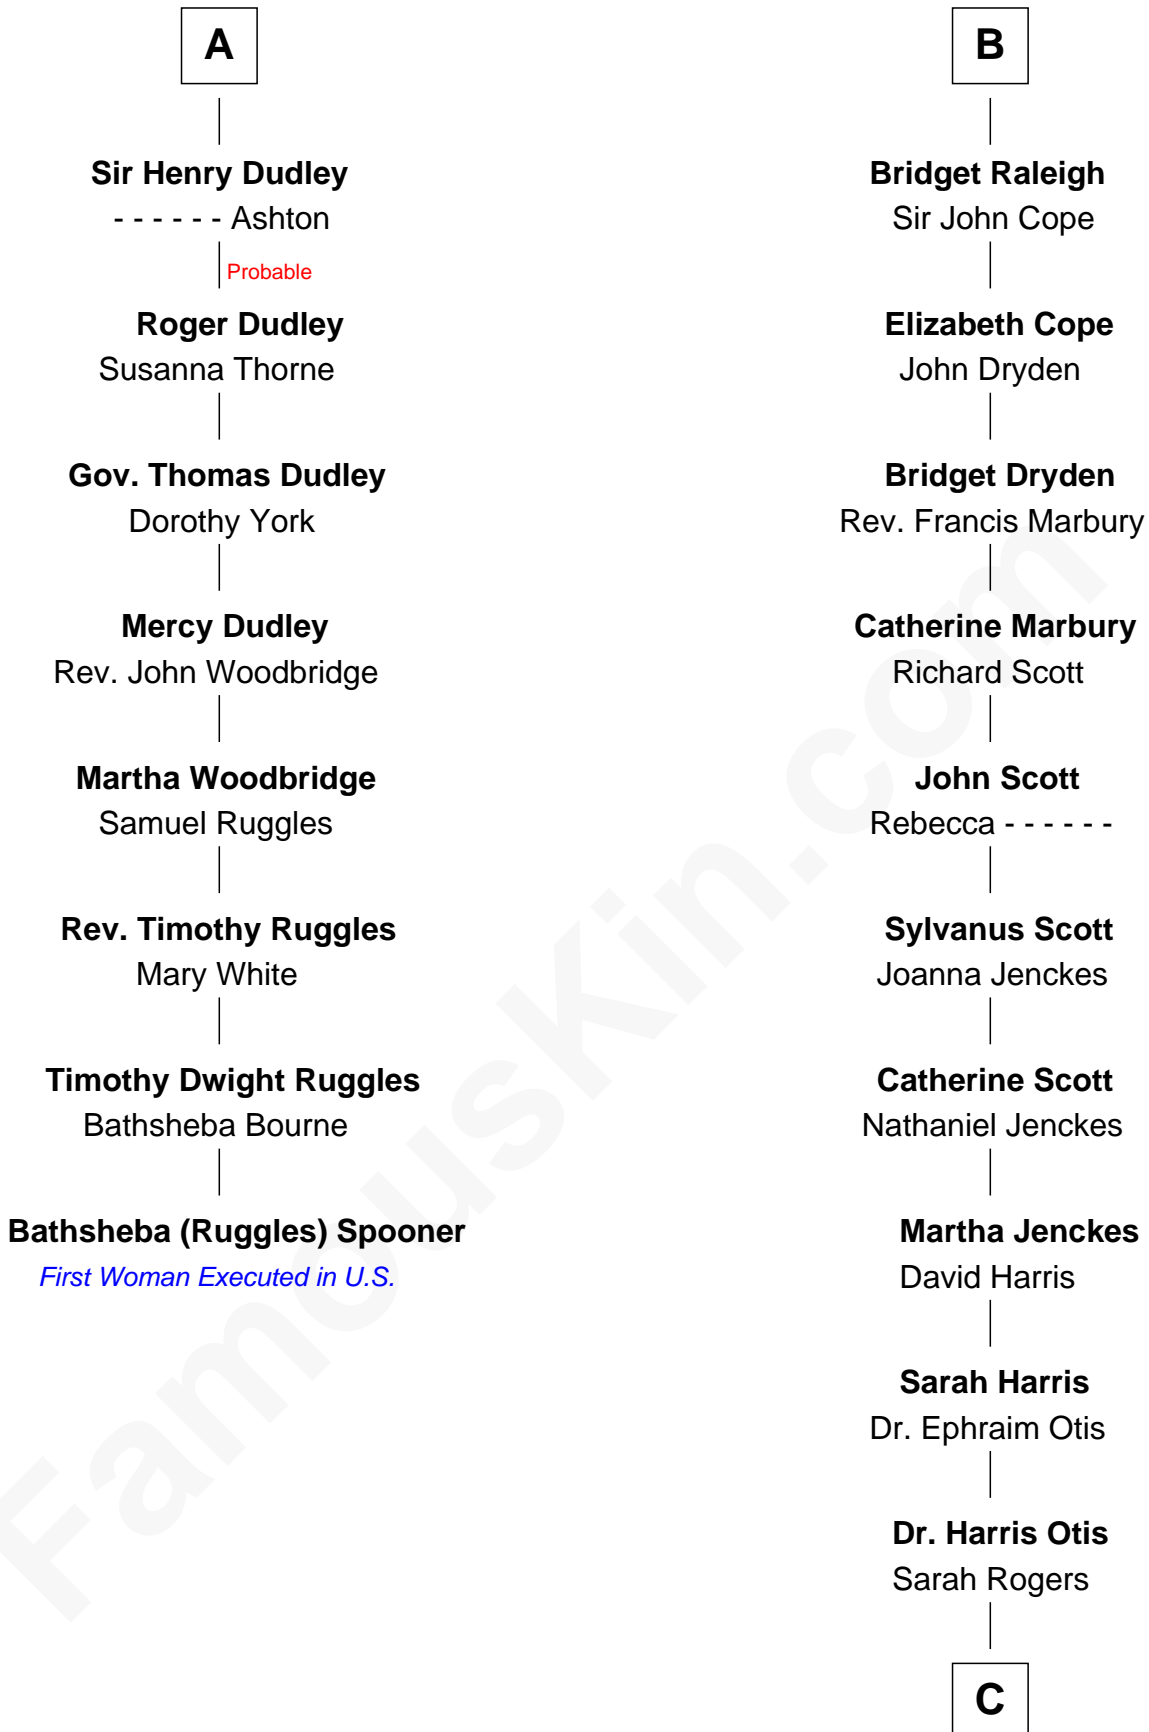 A
Sir Henry Dudley
- - - - - - Ashton
Probable
Roger Dudley
Susanna Thorne
Gov. Thomas Dudley
Dorothy York
Mercy Dudley
Rev. John Woodbridge
Martha Woodbridge
Samuel Ruggles
Rev. Timothy Ruggles
Mary White
Timothy Dwight Ruggles
Bathsheba Bourne
Bathsheba (Ruggles) Spooner
First Woman Executed in U.S.
B
Bridget Raleigh
Sir John Cope
Elizabeth Cope
John Dryden
Bridget Dryden
Rev. Francis Marbury
Catherine Marbury
Richard Scott
John Scott
Rebecca - - - - - -
Sylvanus Scott
Joanna Jenckes
Catherine Scott
Nathaniel Jenckes
Martha Jenckes
David Harris
Sarah Harris
Dr. Ephraim Otis
Dr. Harris Otis
Sarah Rogers
C
FamousKin.com